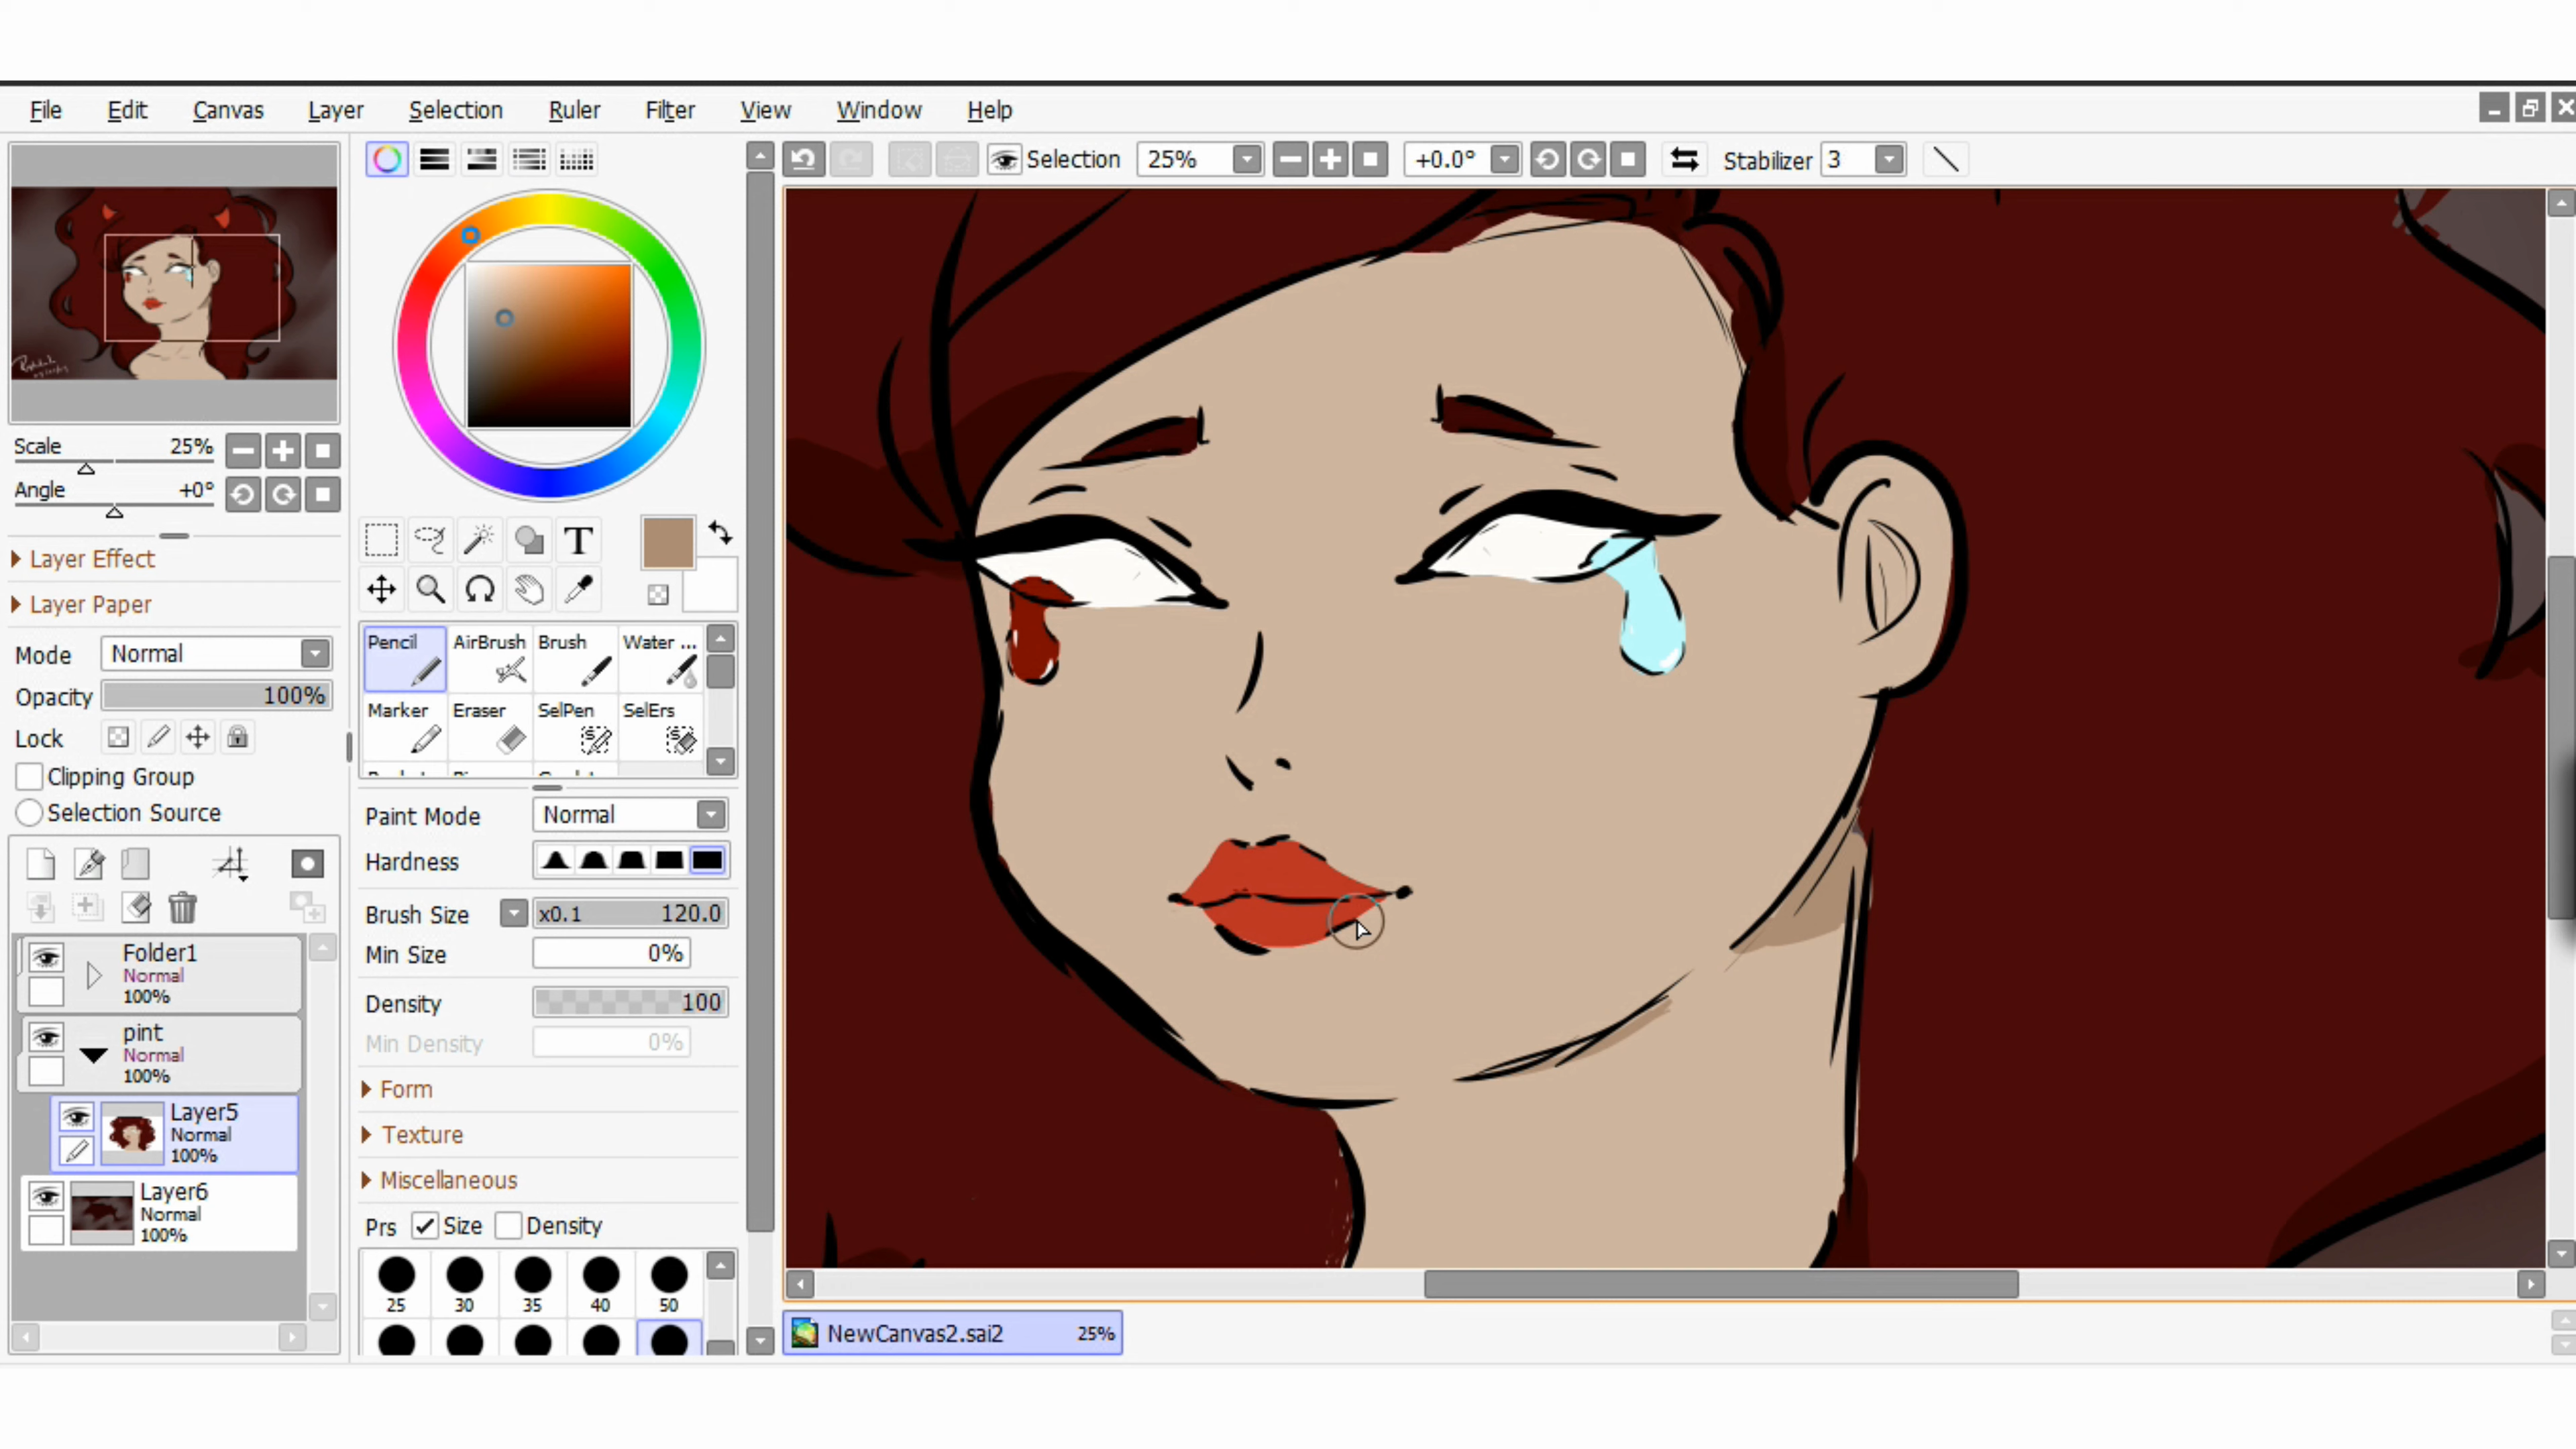 File Edit Canvas Layer Selection Ruler Filter View Window Help
Selection 25% +0.0° Stabilizer 3
Scale 25%
Angle +0°
Layer Effect
Layer Paper
Mode Normal
Opacity 100%
Lock
Clipping Group
Selection Source
Folder1
Normal
100%
pint
Normal
100%
Layer5
Normal
100%
Layer6
Normal
100%
T
Pencil AirBrush Brush Water ...
Marker Eraser SelPen SelErs
Paint Mode Normal
Hardness
Brush Size x0.1 120.0
Min Size 0%
Density 100
Min Density 0%
Form
Texture
Miscellaneous
Prs Size Density
25 30 35 40 50
NewCanvas2.sai2 25%